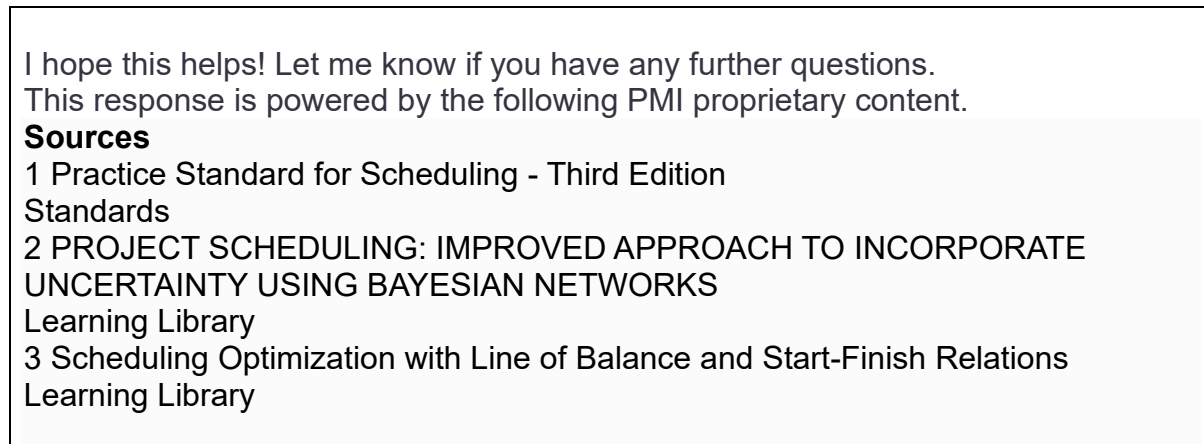 I hope this helps! Let me know if you have any further questions.
This response is powered by the following PMI proprietary content.
Sources
1 Practice Standard for Scheduling - Third Edition
Standards
2 PROJECT SCHEDULING: IMPROVED APPROACH TO INCORPORATE
UNCERTAINTY USING BAYESIAN NETWORKS
Learning Library
3 Scheduling Optimization with Line of Balance and Start-Finish Relations
Learning Library